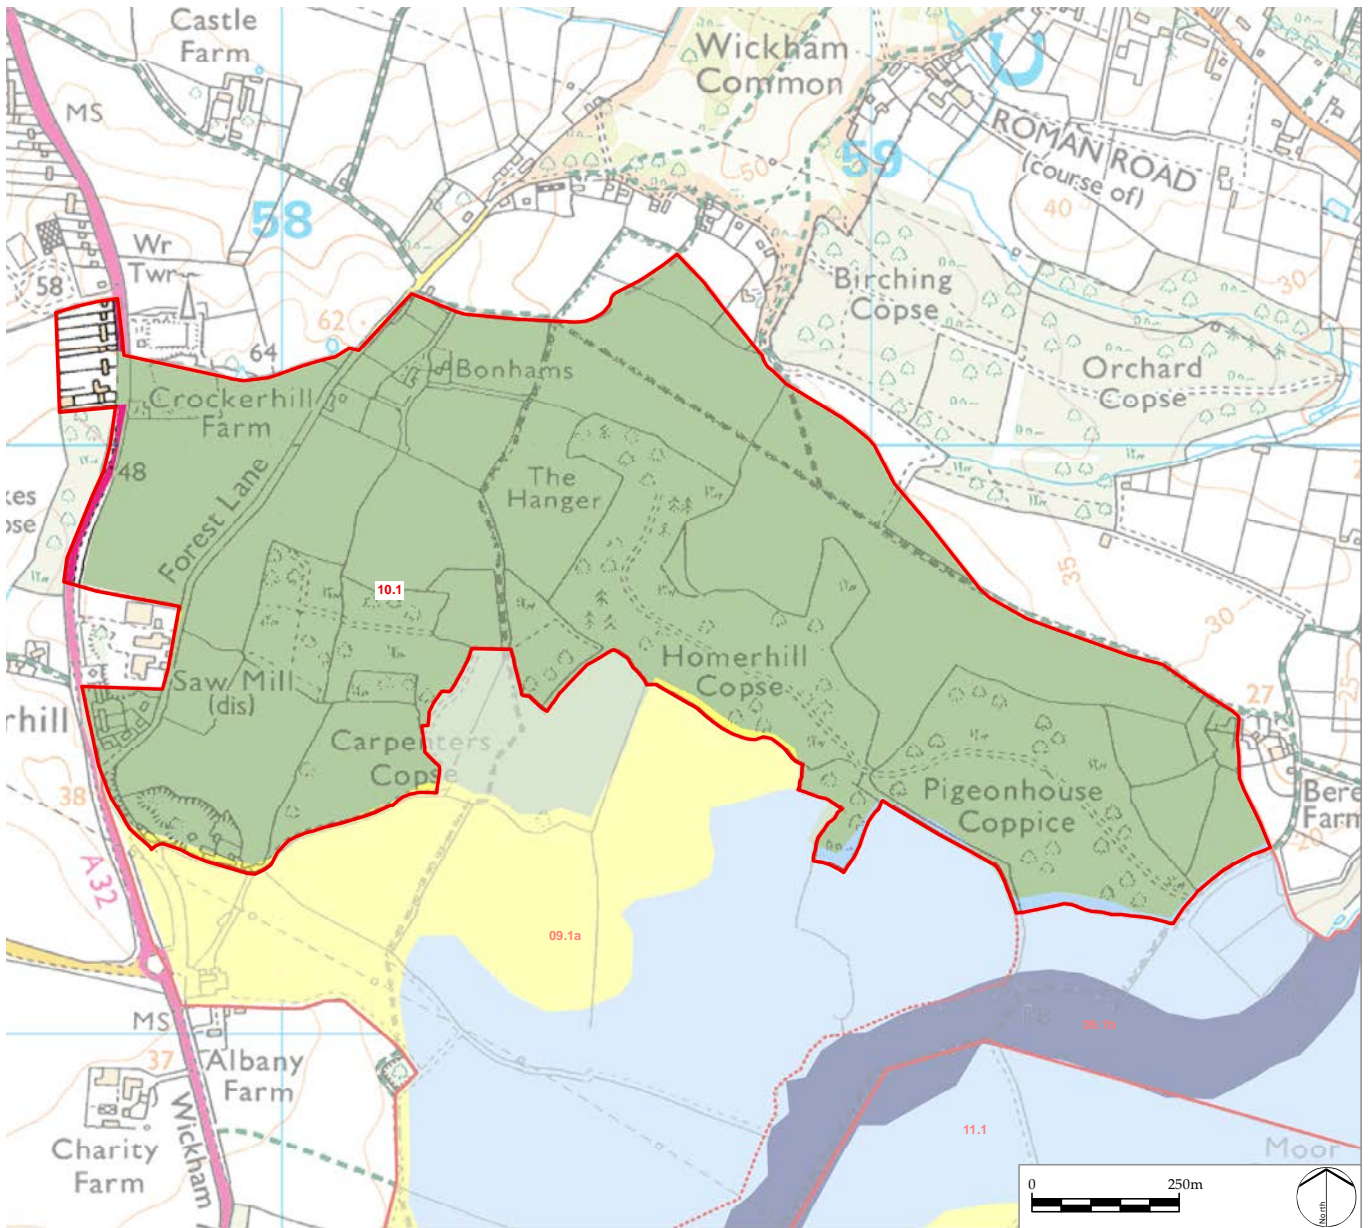 Castle
Farm
Wickham
Common
MS
ROMAN ROAD
(course of)
59
50
40
58
Wr
Twr
30
58
Birching
Copse
62
64
Orchard
Copse
Bonhams
Crockerhill
Farm
48
The
Hanger
Forest Lane
35
10.1
30
Homerhill
Copse
Saw Mill
(dis)
rhill
27
25
Carpenters
Copse
Pigeonhouse
Coppice
Bere
Farm
38
20
A32
09.1a
MS
09.1b
37
Albany
Farm
Wickham
11.1
Charity
Farm
Moor
0 250m
North